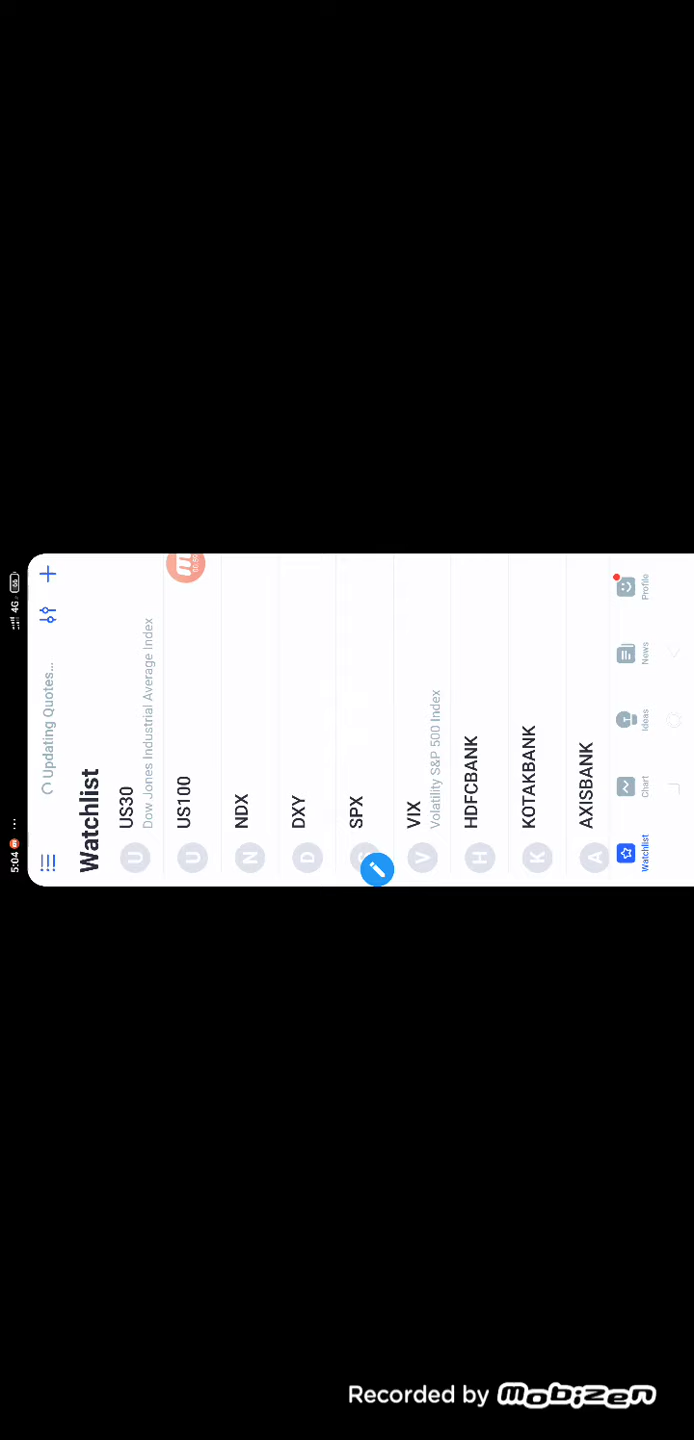 5:04 ...
4G
Updating Quotes...
Watchlist
U
US30
Dow Jones Industrial Average Index
U
US100
N
NDX
D
DXY
SPX
V
VIX
Volatility S&P 500 Index
H
HDFCBANK
K
KOTAKBANK
A
AXISBANK
Watchlist
Chart
Ideas
News
Profile
Recorded by mobizen